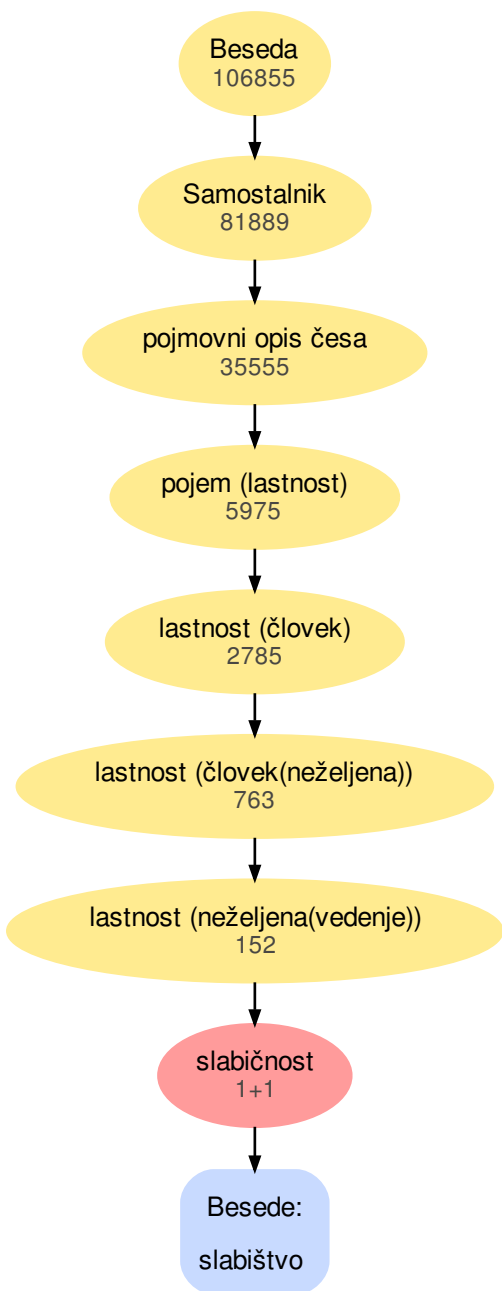 Beseda
106855
Samostalnik
81889
pojmovni opis česa
35555
pojem (lastnost)
5975
lastnost (človek)
2785
lastnost (človek(neželjena))
763
lastnost (neželjena(vedenje))
152
slabičnost
1+1
Besede:
slabištvo